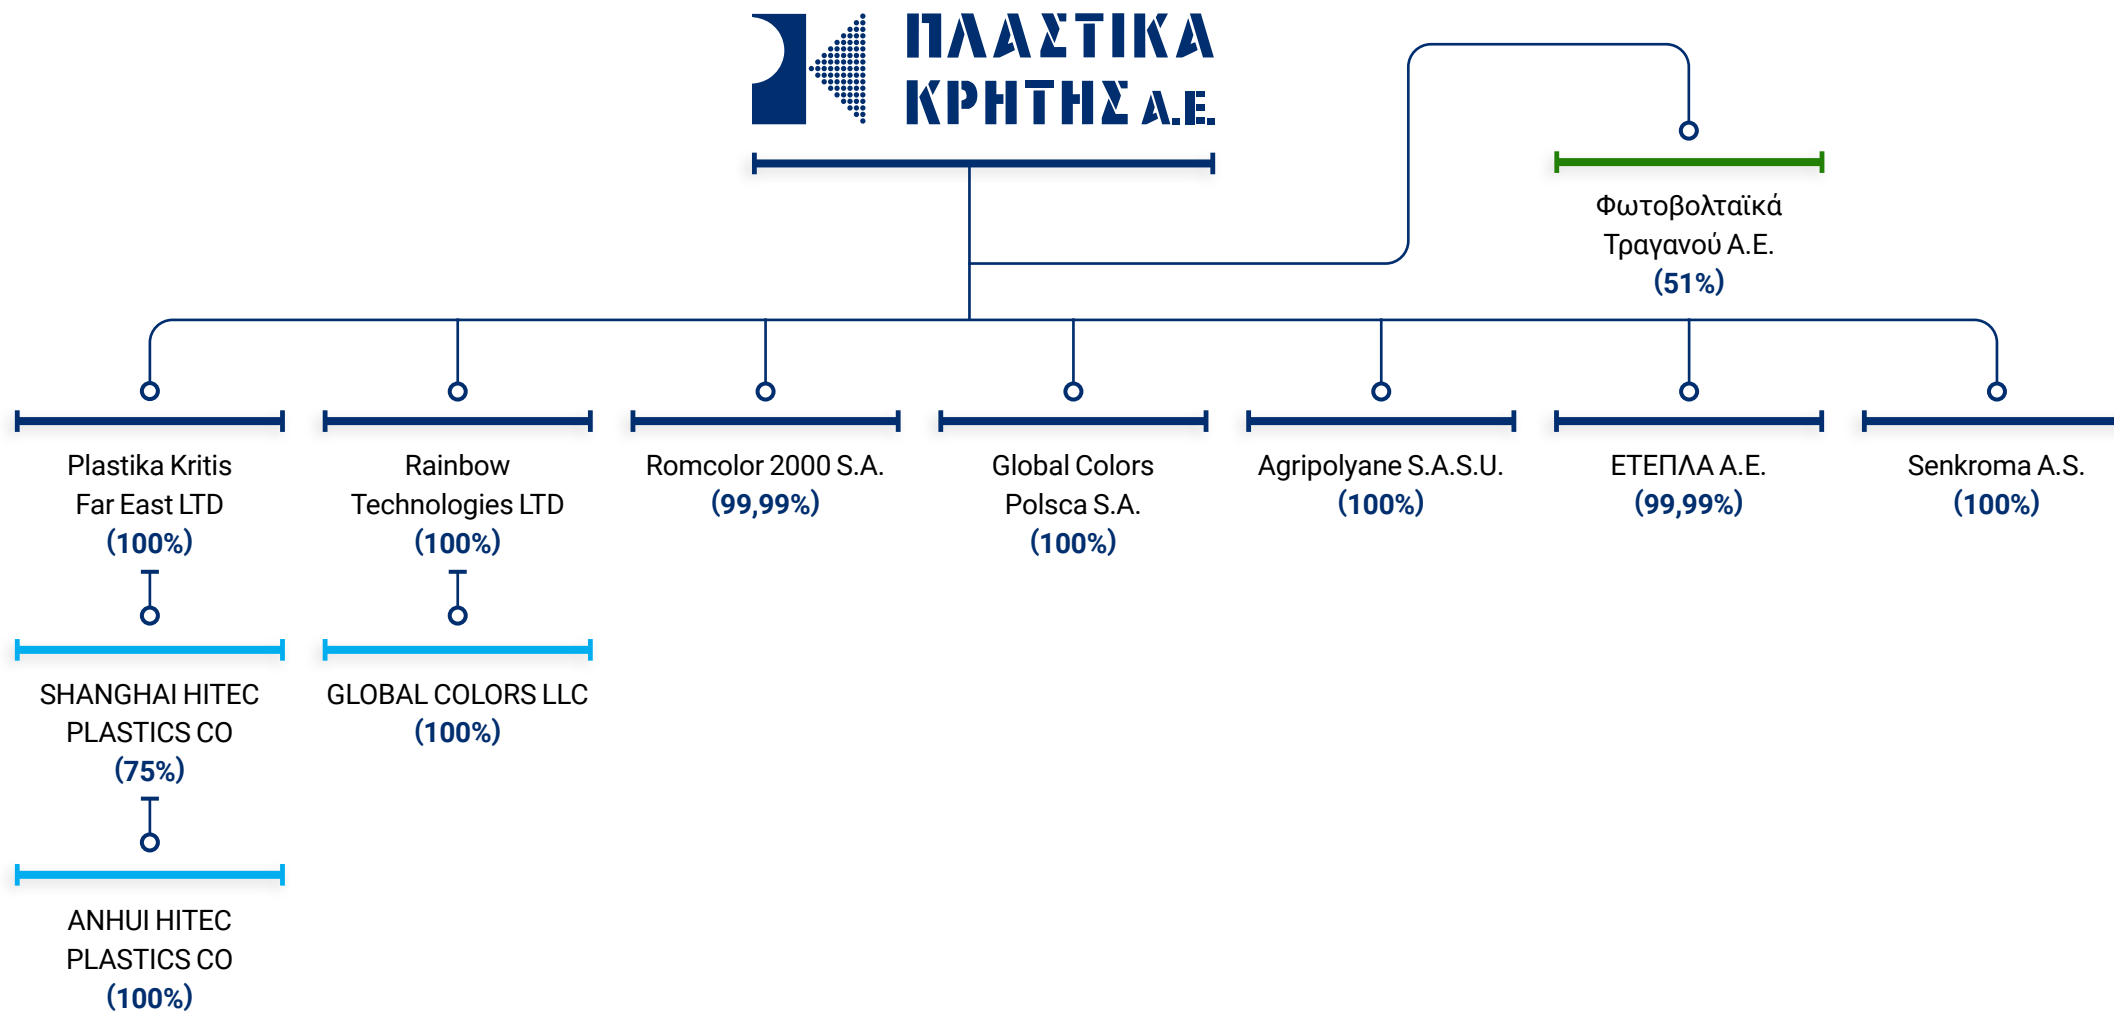 ΠΛΑΣΤΙΚΑ
ΚΡΗΤΗΣ Α.Ε.
Φωτοβολταϊκά
Τραγανού Α.Ε.
(51%)
Plastika Kritis
Far East LTD
(100%)
Rainbow
Technologies LTD
(100%)
Romcolor 2000 S.A.
(99,99%)
Global Colors
Polsca S.A.
(100%)
Agripolyane S.A.S.U.
(100%)
ΕΤΕΠΛΑ Α.Ε.
(99,99%)
Senkroma A.S.
(100%)
SHANGHAI HITEC
PLASTICS CO
(75%)
GLOBAL COLORS LLC
(100%)
ANHUI HITEC
PLASTICS CO
(100%)